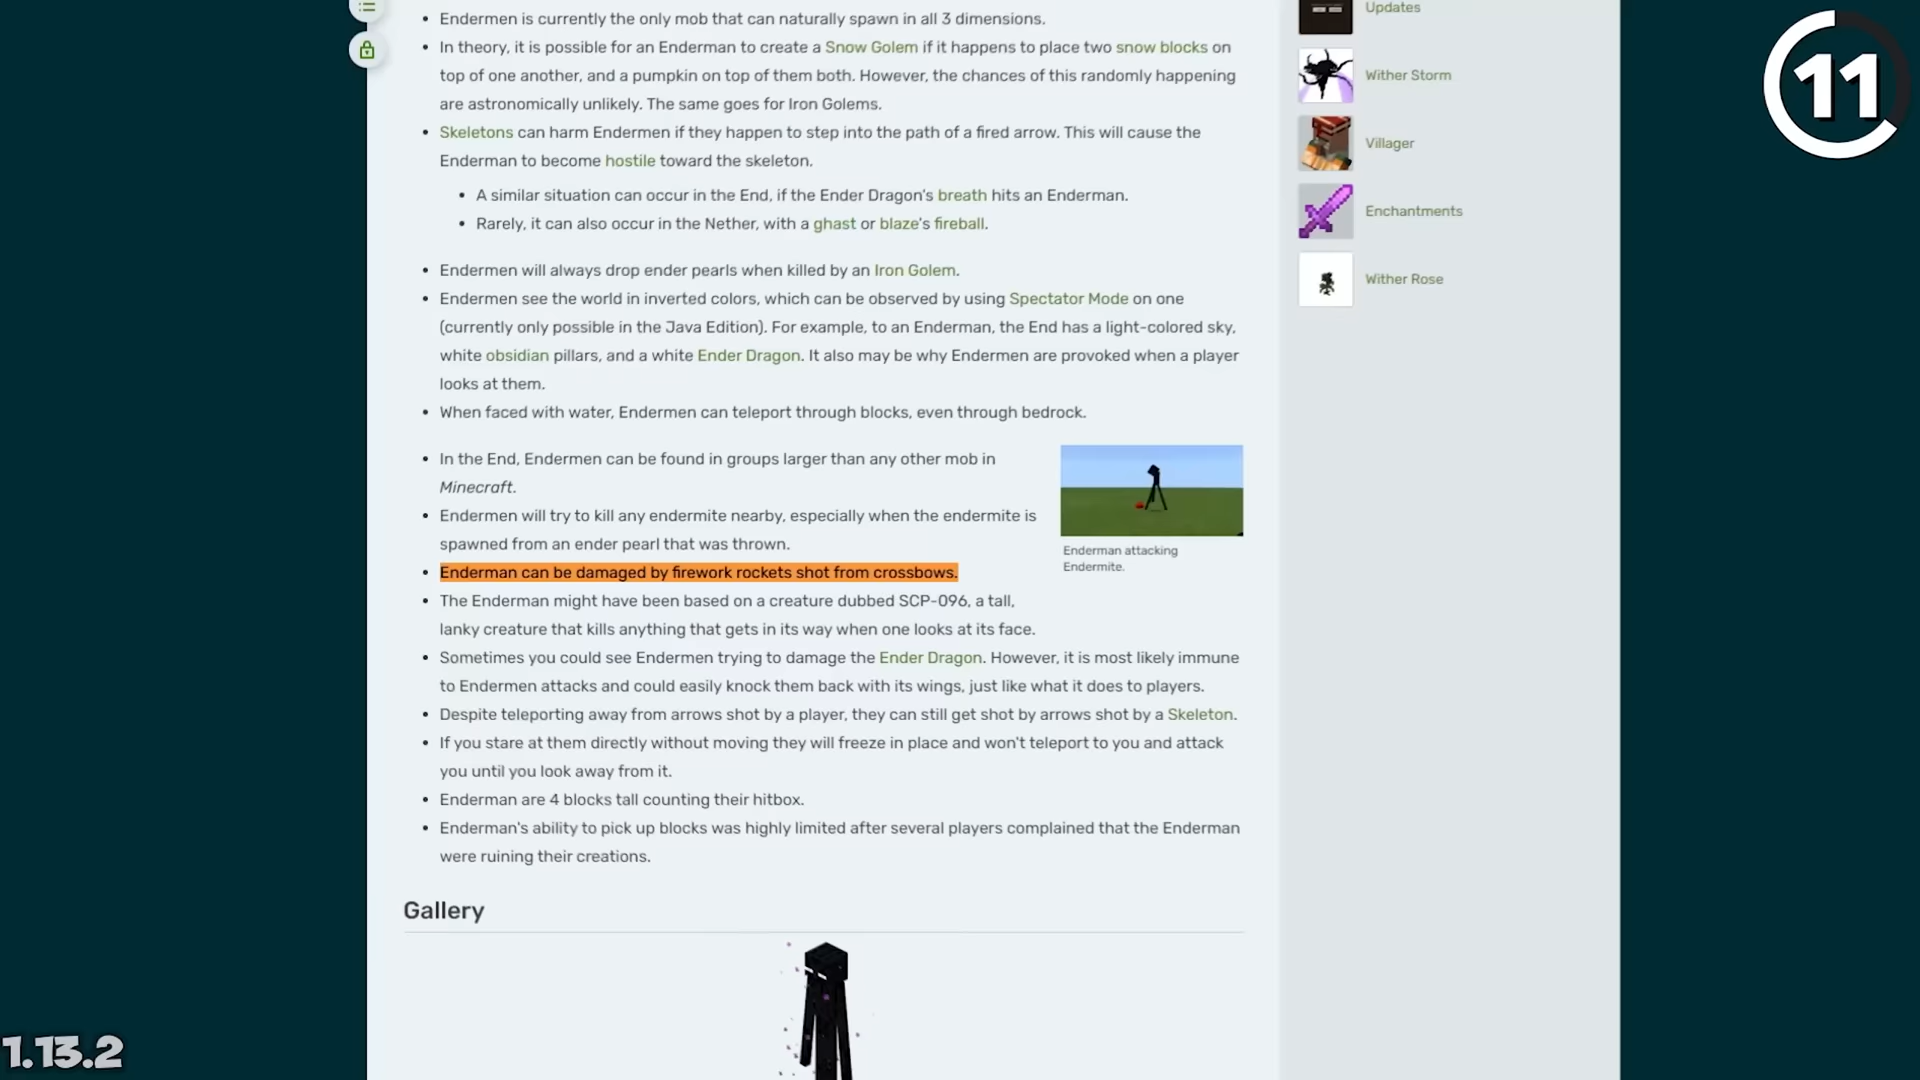 Endermen is currently the only mob that can naturally spawn in all 3 dimensions.
In theory, it is possible for an Enderman to create a Snow Golem if it happens to place two snow blocks on
top of one another, and a pumpkin on top of them both. However, the chances of this randomly happening
are astronomically unlikely. The same goes for Iron Golems.
Skeletons can harm Endermen if they happen to step into the path of a fired arrow. This will cause the
Enderman to become hostile toward the skeleton.
A similar situation can occur in the End, if the Ender Dragon's breath hits an Enderman.
Rarely, it can also occur in the Nether, with a ghast or blaze's fireball.
Endermen will always drop ender pearls when killed by an Iron Golem.
Endermen see the world in inverted colors, which can be observed by using Spectator Mode on one
(currently only possible in the Java Edition). For example, to an Enderman, the End has a light-colored sky,
white obsidian pillars, and a white Ender Dragon. It also may be why Endermen are provoked when a player
looks at them.
When faced with water, Endermen can teleport through blocks, even through bedrock.
In the End, Endermen can be found in groups larger than any other mob in
Minecraft.
Endermen will try to kill any endermite nearby, especially when the endermite is
spawned from an ender pearl that was thrown.
Enderman can be damaged by firework rockets shot from crossbows.
Enderman attacking
Endermite.
The Enderman might have been based on a creature dubbed SCP-096, a tall,
lanky creature that kills anything that gets in its way when one looks at its face.
Sometimes you could see Endermen trying to damage the Ender Dragon. However, it is most likely immune
to Endermen attacks and could easily knock them back with its wings, just like what it does to players.
Despite teleporting away from arrows shot by a player, they can still get shot by arrows shot by a Skeleton.
If you stare at them directly without moving they will freeze in place and won't teleport to you and attack
you until you look away from it.
Enderman are 4 blocks tall counting their hitbox.
Enderman's ability to pick up blocks was highly limited after several players complained that the Enderman
were ruining their creations.
Gallery
Updates
Wither Storm
Villager
Enchantments
Wither Rose
11
1.13.2